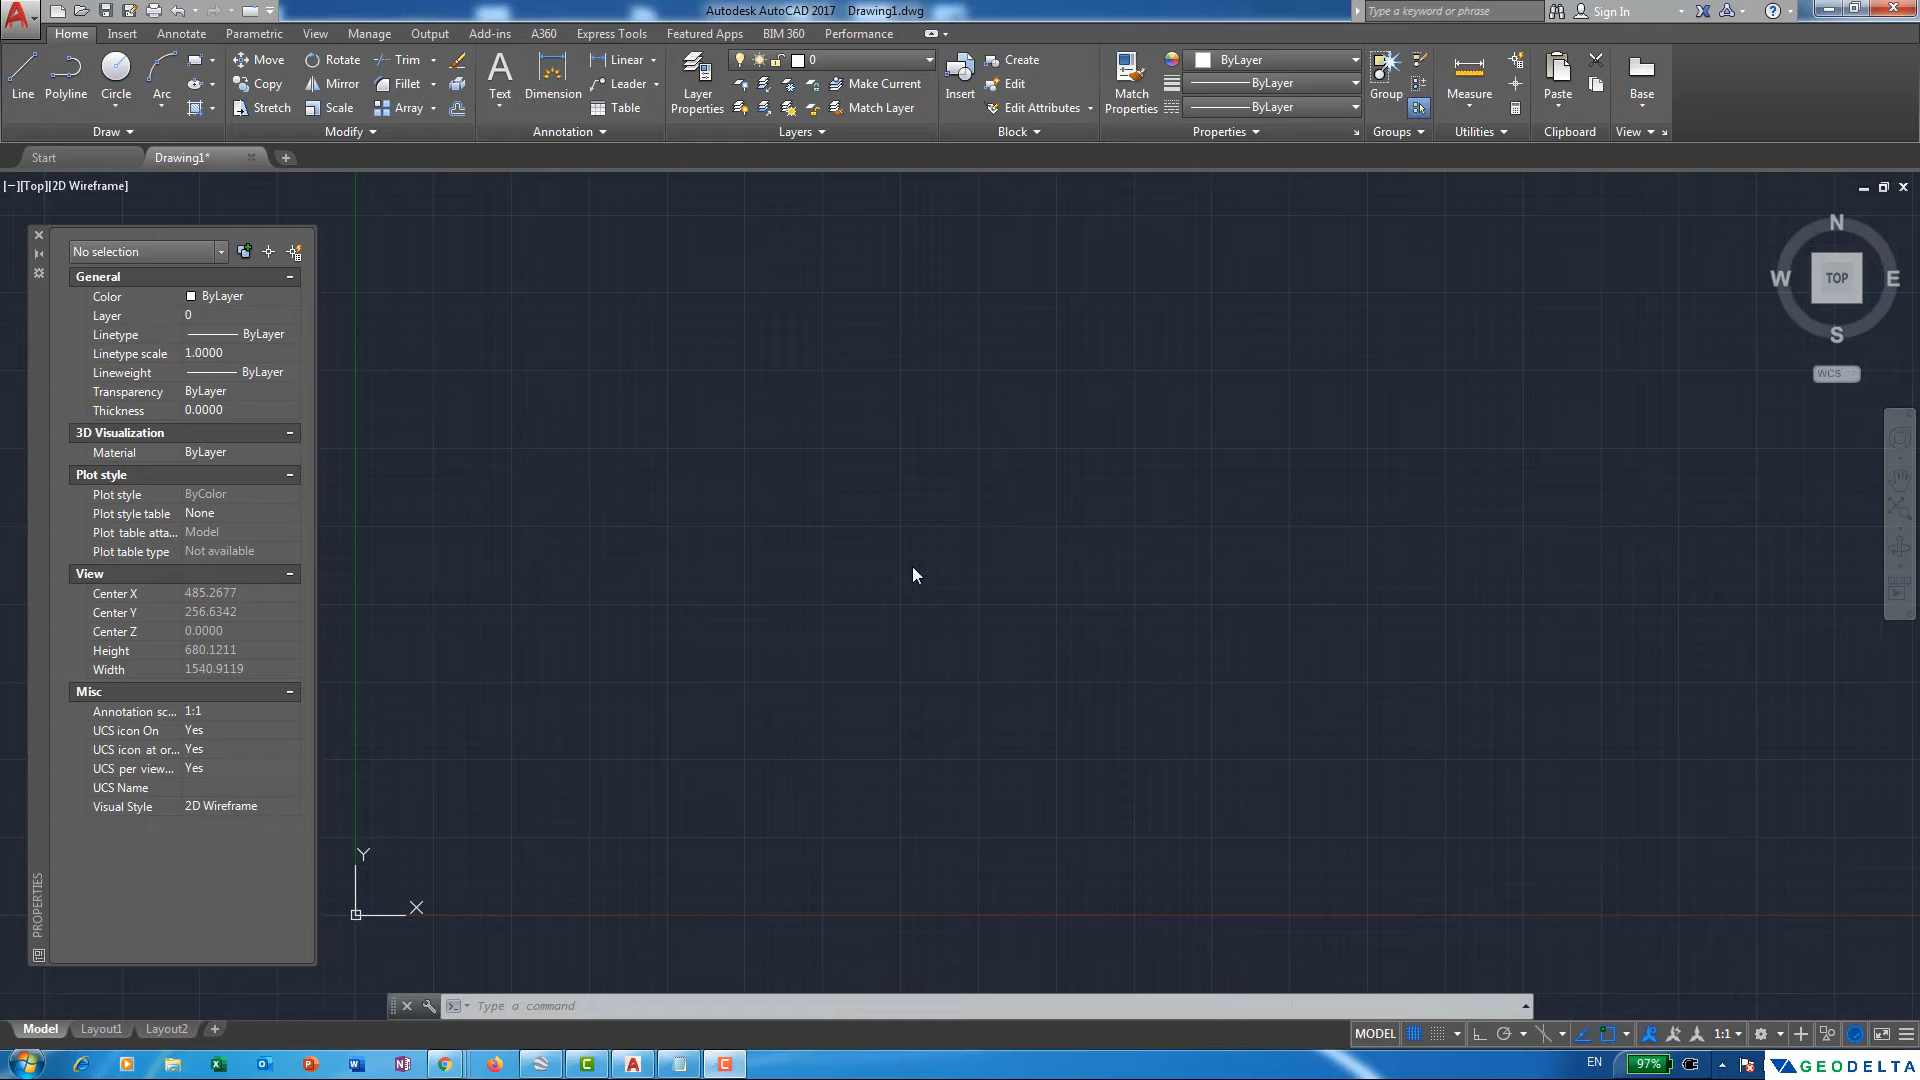 Autodesk AutoCAD 2017 Drawing1.dwg
Type a keyword or phrase
Sign In
Home Insert Annotate Parametric View Manage Output Add-ins A360 Express Tools Featured Apps BIM 360 Performance
Line
Polyline
Circle
Arc
Draw
Move Rotate Trim
Copy Mirror Fillet
Stretch Scale Array
Modify
Text
Dimension
Linear
Leader
Table
Annotation
Layer
Properties
0
Make Current
Match Layer
Layers
Insert
Create
Edit
Edit Attributes
Block
Match
Properties
ByLayer
ByLayer
ByLayer
Properties
Group
Groups
Measure
Utilities
Paste
Clipboard
Base
View
Start
Drawing1*
[−][Top][2D Wireframe]
No selection
General
Color ByLayer
Layer 0
Linetype ByLayer
Linetype scale 1.0000
Lineweight ByLayer
Transparency ByLayer
Thickness 0.0000
3D Visualization
Material ByLayer
Plot style
Plot style ByColor
Plot style table None
Plot table atta... Model
Plot table type Not available
View
Center X 485.2677
Center Y 256.6342
Center Z 0.0000
Height 680.1211
Width 1540.9119
Misc
Annotation sc... 1:1
UCS icon On Yes
UCS icon at or... Yes
UCS per view... Yes
UCS Name
Visual Style 2D Wireframe
PROPERTIES
N
W TOP E
S
WCS
Y
X
Type a command
Model Layout1 Layout2
MODEL
1:1
EN
97%
GEODELTA